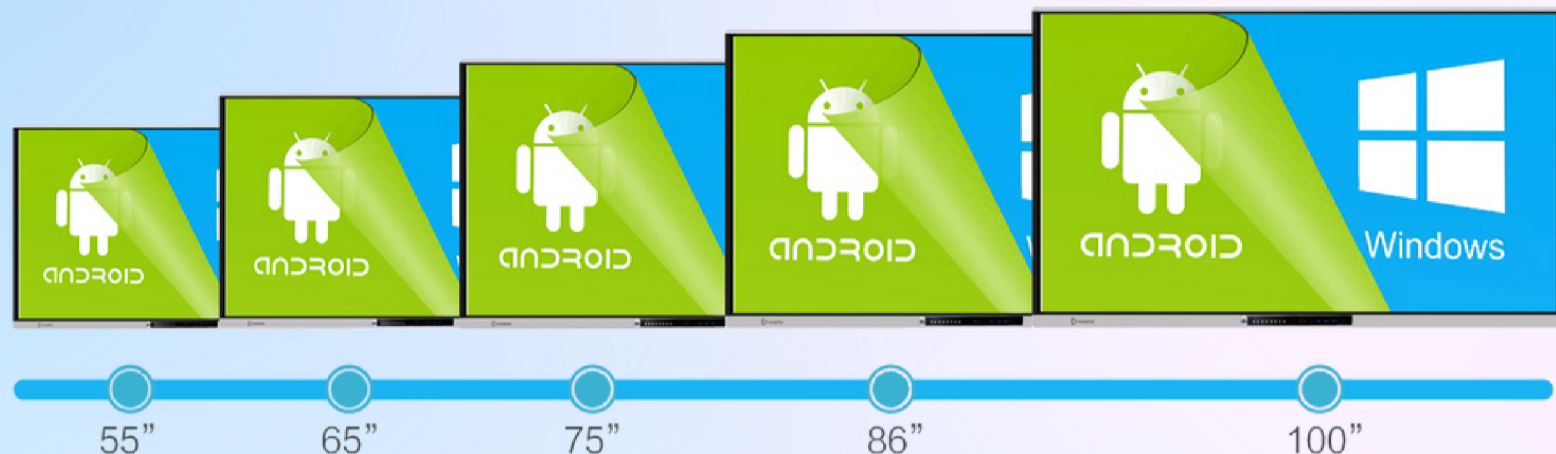 ANDROID
ANDROID
ANDROID
ANDROID
ANDROID
Windows
55”
65”
75”
86”
100”